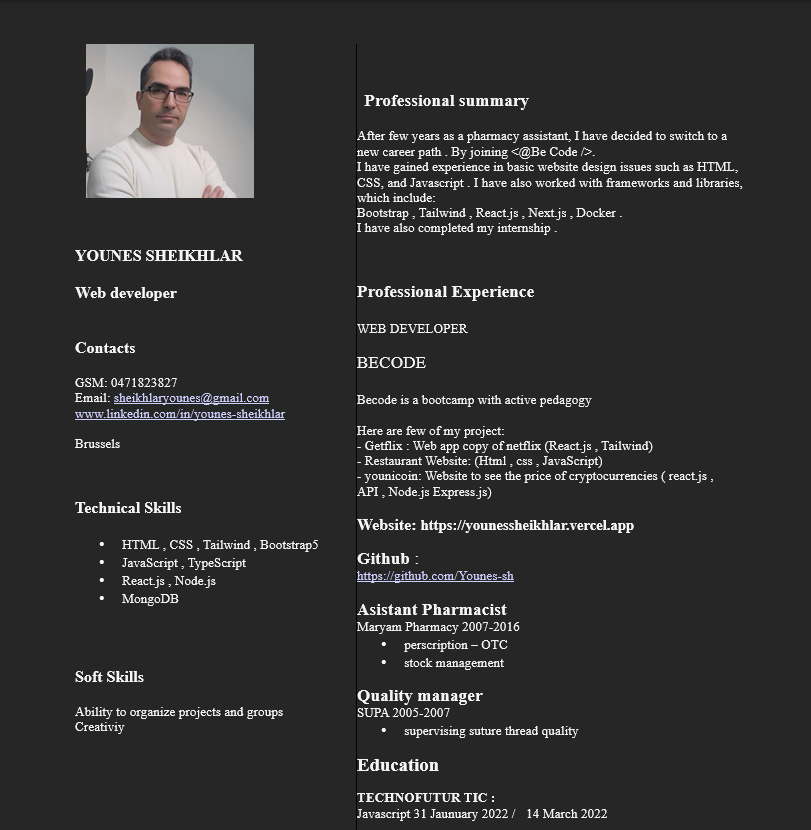 YOUNES SHEIKHLAR
Web developer
Contacts
GSM: 0471823827
Email: sheikhlaryounes@gmail.com
www.linkedin.com/in/younes-sheikhlar
Brussels
Technical Skills
• HTML , CSS , Tailwind , Bootstrap5
• JavaScript , TypeScript
• React.js , Node.js
• MongoDB
Soft Skills
Ability to organize projects and groups
Creativiy
Professional summary
After few years as a pharmacy assistant, I have decided to switch to a
new career path . By joining <@Be Code />.
I have gained experience in basic website design issues such as HTML,
CSS, and Javascript . I have also worked with frameworks and libraries,
which include:
Bootstrap , Tailwind , React.js , Next.js , Docker .
I have also completed my internship .
Professional Experience
WEB DEVELOPER
BECODE
Becode is a bootcamp with active pedagogy
Here are few of my project:
- Getflix : Web app copy of netflix (React.js , Tailwind)
- Restaurant Website: (Html , css , JavaScript)
- younicoin: Website to see the price of cryptocurrencies ( react.js ,
API , Node.js Express.js)
Website: https://younessheikhlar.vercel.app
Github :
https://github.com/Younes-sh
Asistant Pharmacist
Maryam Pharmacy 2007-2016
• perscription – OTC
• stock management
Quality manager
SUPA 2005-2007
• supervising suture thread quality
Education
TECHNOFUTUR TIC :
Javascript 31 Jaunuary 2022 / 14 March 2022